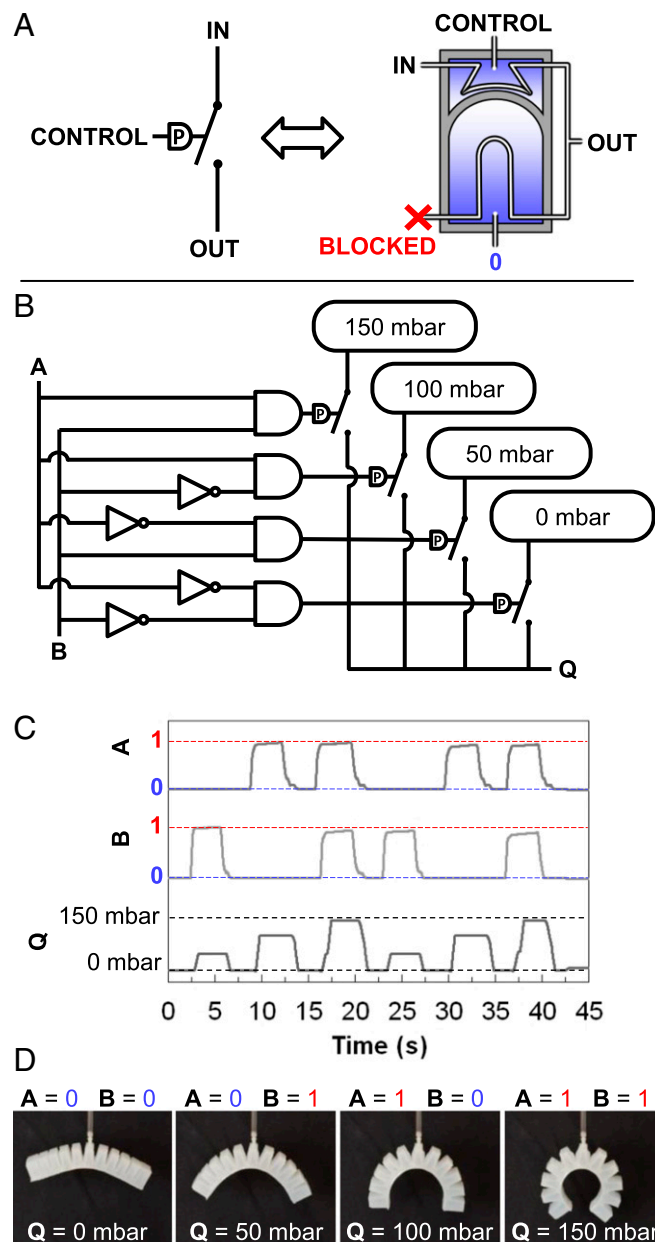 A
IN
CONTROL
P
OUT
CONTROL
IN
OUT
BLOCKED
0
B
150 mbar
A
100 mbar
P
50 mbar
P
0 mbar
P
P
B
Q
C
A
1
0
B
1
0
Q
150 mbar
0 mbar
0 5 10 15 20 25 30 35 40 45
Time (s)
D
A = 0 B = 0 A = 0 B = 1 A = 1 B = 0 A = 1 B = 1
Q = 0 mbar Q = 50 mbar Q = 100 mbar Q = 150 mbar